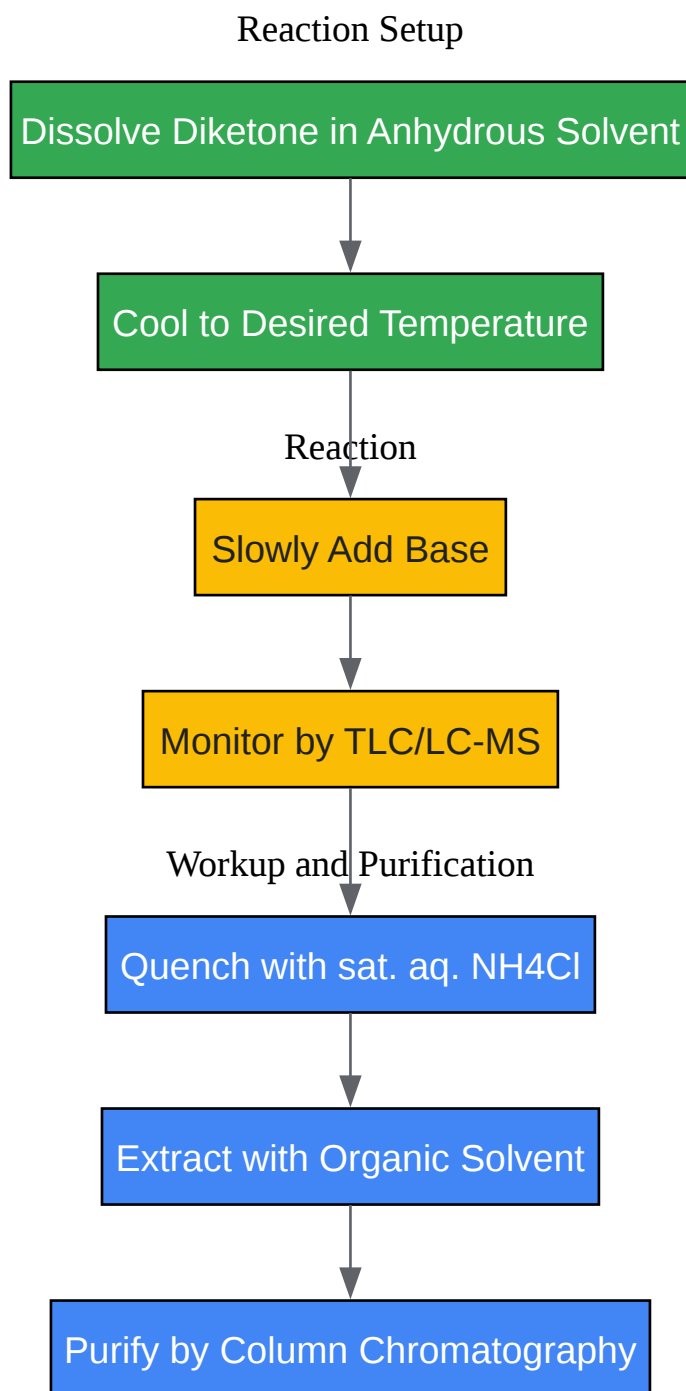 Reaction Setup
Dissolve Diketone in Anhydrous Solvent
Cool to Desired Temperature
Reaction
Slowly Add Base
Monitor by TLC/LC-MS
Workup and Purification
Quench with sat. aq. NH4Cl
Extract with Organic Solvent
Purify by Column Chromatography